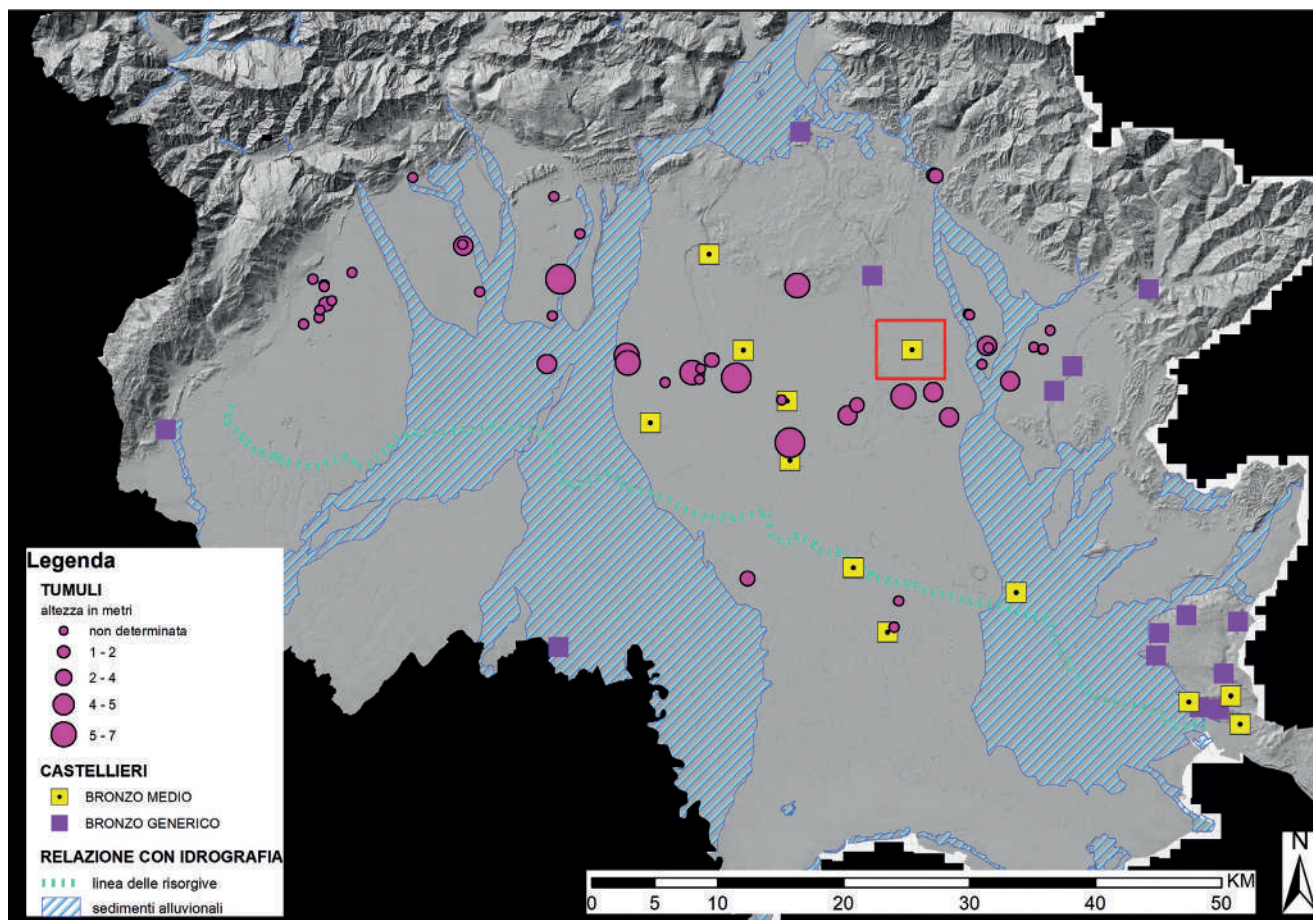 Legenda
TUMULI
altezza in metri
non determinata
1 - 2
2 - 4
4 - 5
5 - 7
CASTELLIERI
BRONZO MEDIO
BRONZO GENERICO
RELAZIONE CON IDROGRAFIA
linea delle risorgive
sedimenti alluvionali
KM
0 5 10 20 30 40 50
N